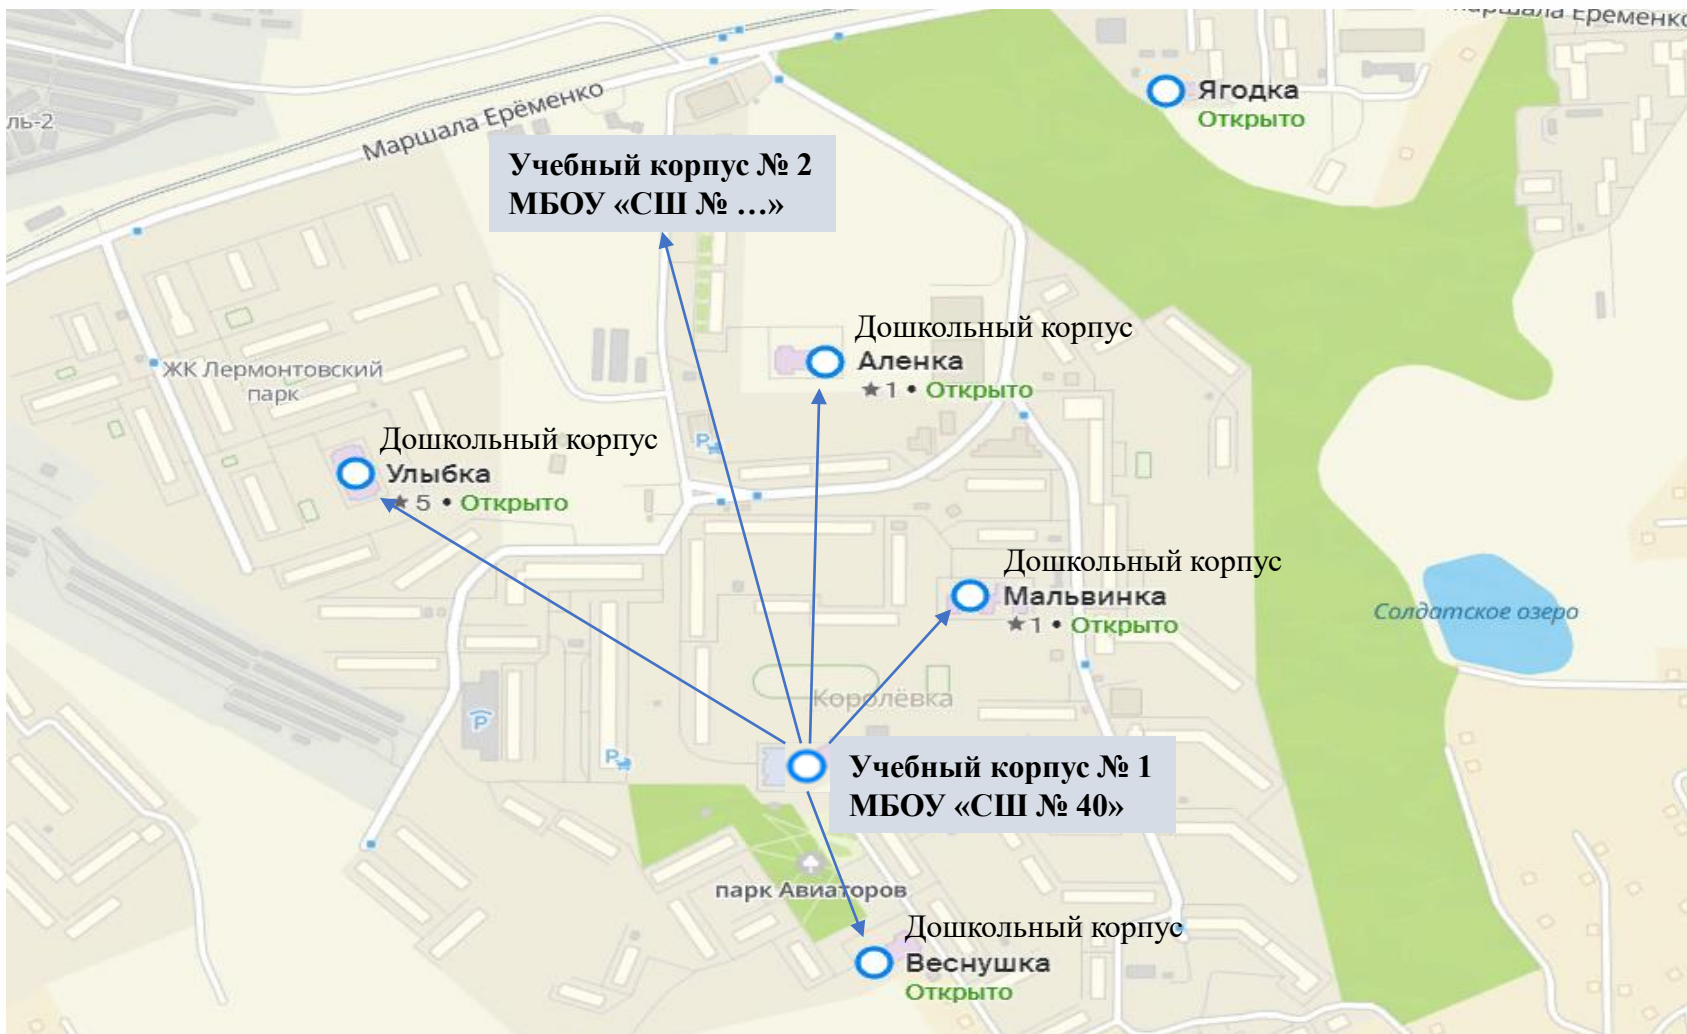 Маршала Ерёменко
Ягодка
Открыто
ль-2
Маршала Ерёменко
Учебный корпус № 2
МБОУ «СШ № …»
Дошкольный корпус
Аленка
★1 • Открыто
ЖК Лермонтовский
парк
P
Дошкольный корпус
Улыбка
★ 5 • Открыто
Дошкольный корпус
Мальвинка
★1 • Открыто
Солдатское озеро
Королёвка
P
P
Учебный корпус № 1
МБОУ «СШ № 40»
парк Авиаторов
Дошкольный корпус
Веснушка
Открыто